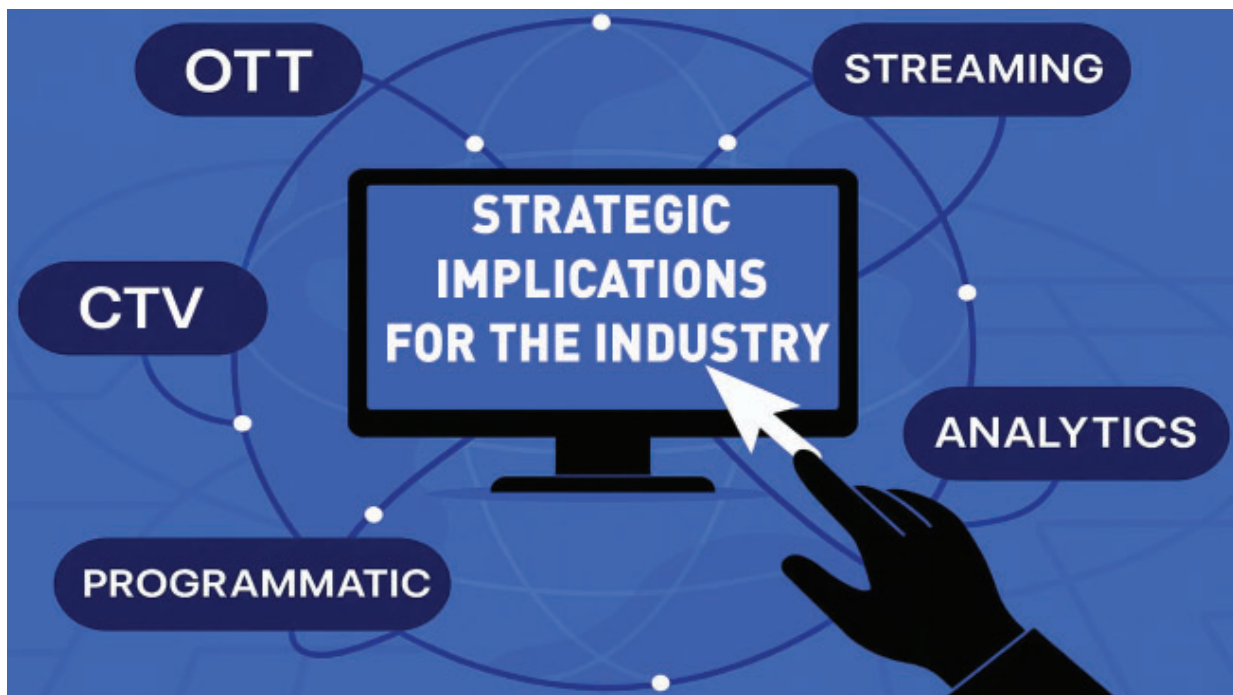 OTT
STREAMING
STRATEGIC
IMPLICATIONS
FOR THE INDUSTRY
CTV
ANALYTICS
PROGRAMMATIC